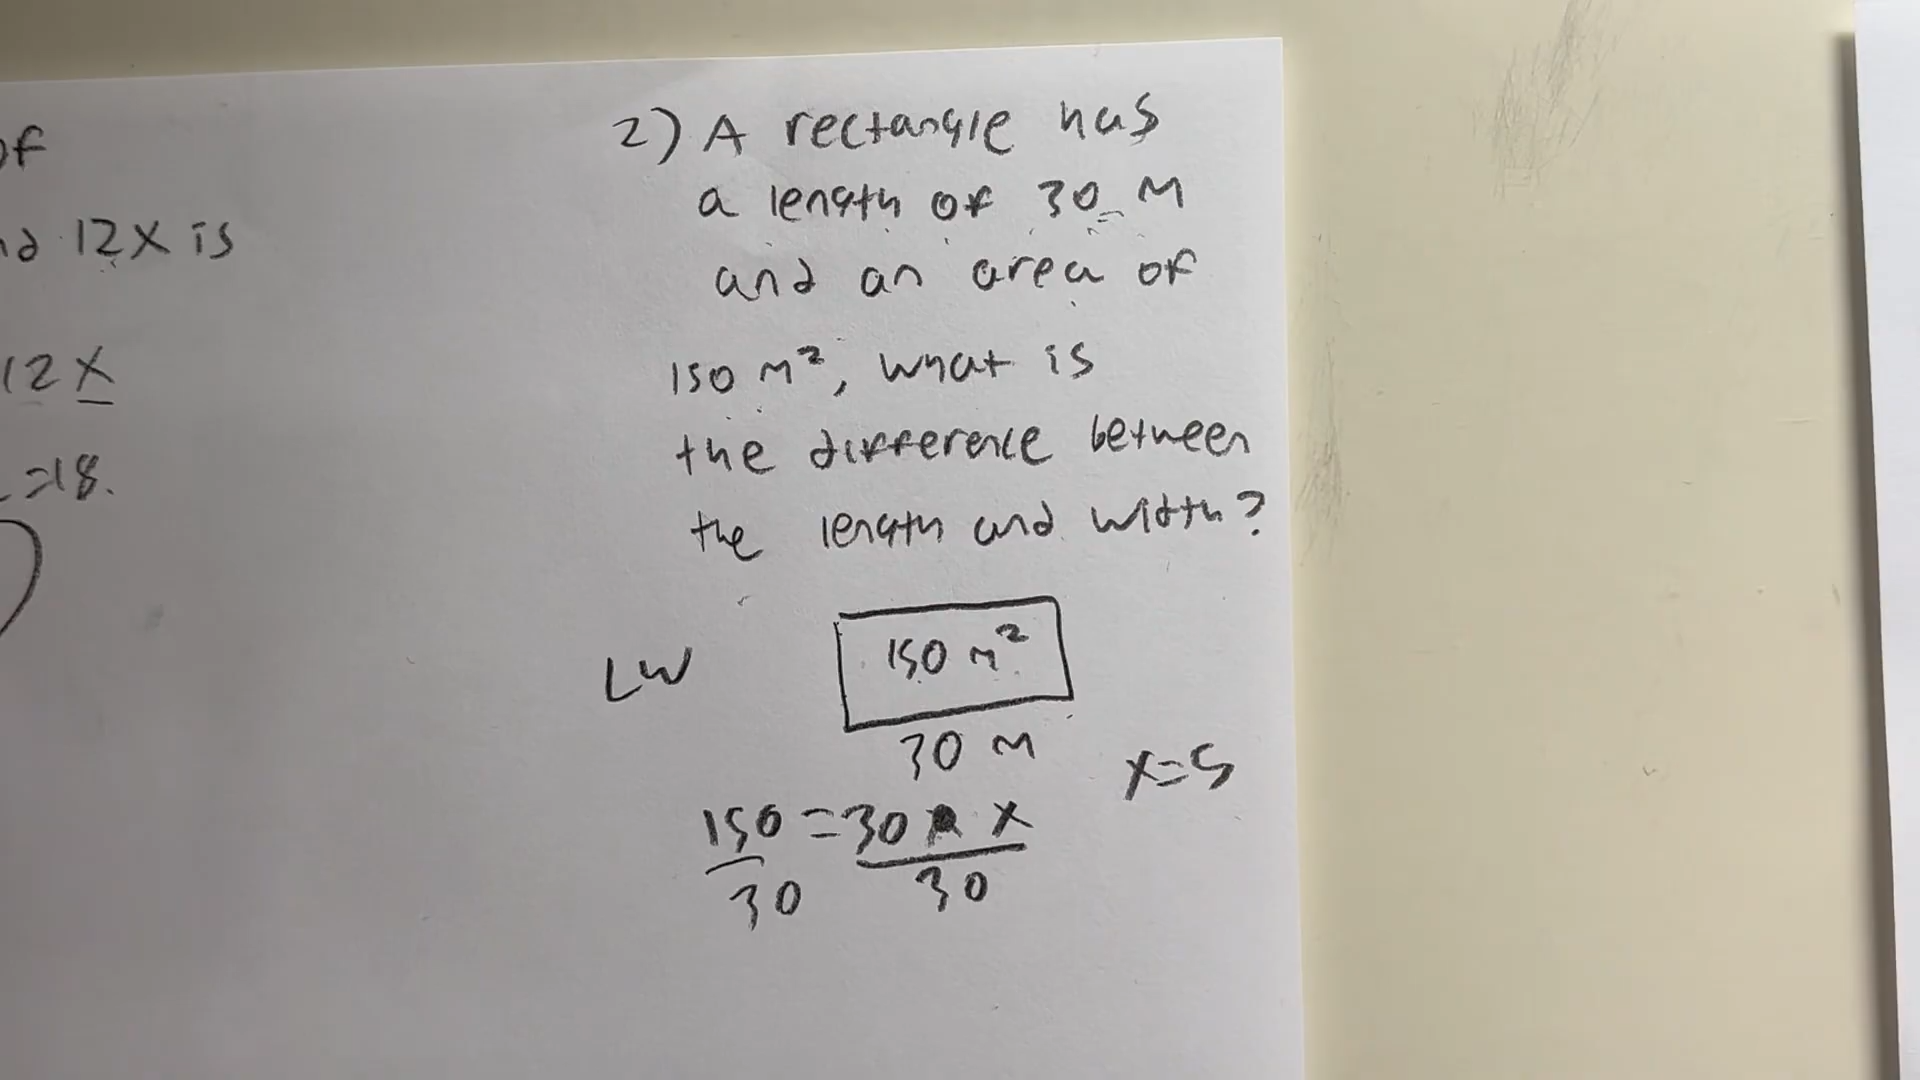 of
12X is
12X
=18.
2) A rectangle has
a length of 30 M
and an area of
150 M², what is
the difference between
the length and width?
LW
150 m²
30 M
x=5
150 = 30 x
30 30